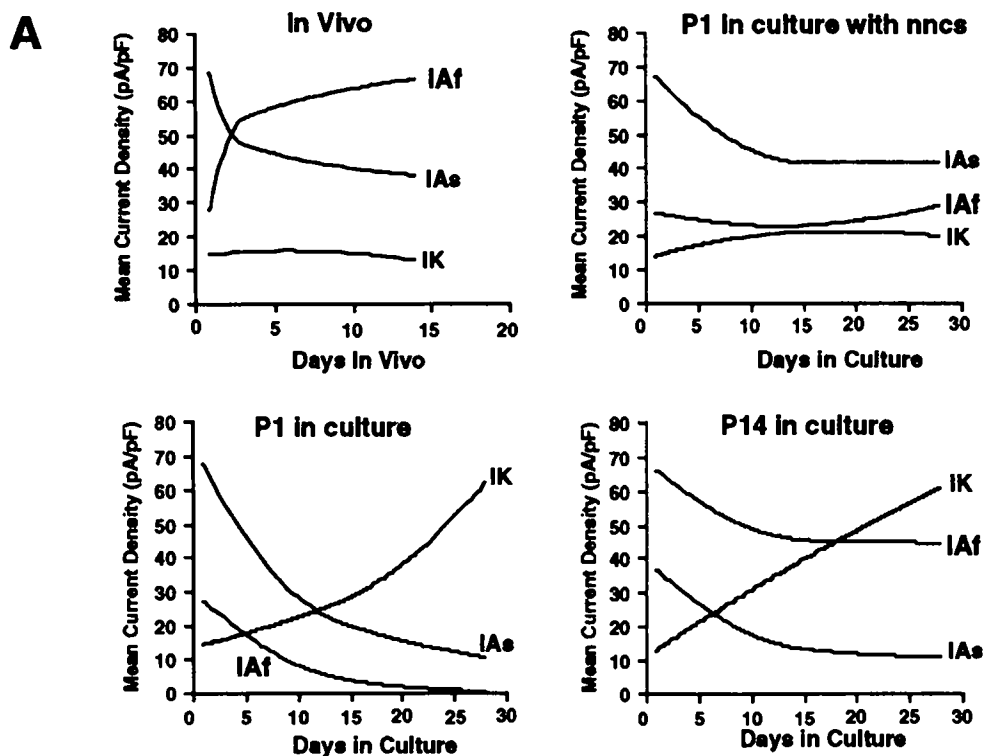 A
In Vivo
Mean Current Density (pA/pF)
80
70
60
50
40
30
20
10
0
IAf
IAs
IK
0 5 10 15 20
Days In Vivo
P1 in culture with nncs
Mean Current Density (pA/pF)
80
70
60
50
40
30
20
10
0
IAs
IAf
IK
0 5 10 15 20 25 30
Days in Culture
P1 in culture
Mean Current Density (pA/pF)
80
70
60
50
40
30
20
10
0
IK
IAs
IAf
0 5 10 15 20 25 30
Days in Culture
P14 in culture
Mean Current Density (pA/pF)
80
70
60
50
40
30
20
10
0
IK
IAf
IAs
0 5 10 15 20 25 30
Days in Culture